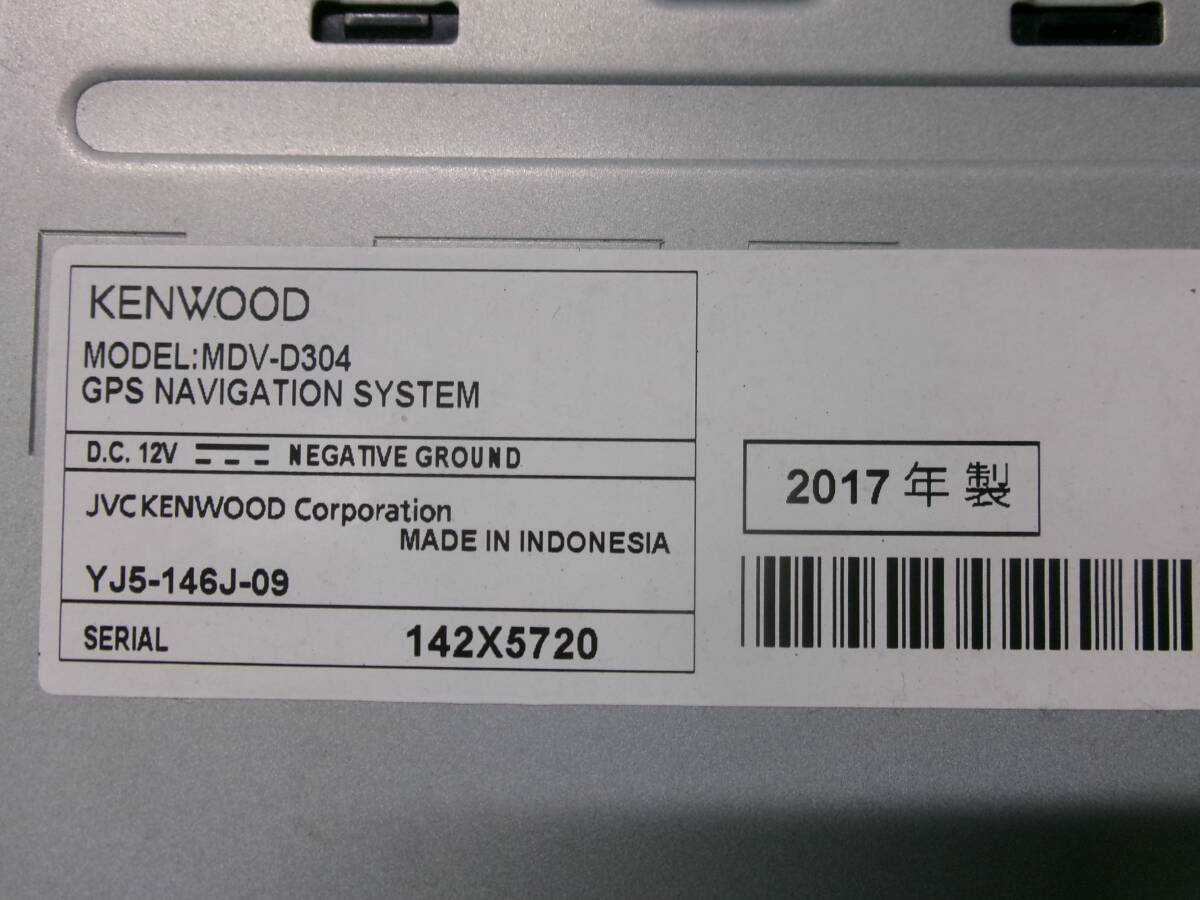 KENWOOD
MODEL:MDV-D304
GPS NAVIGATION SYSTEM
D.C. 12V NEGATIVE GROUND
JVCKENWOOD Corporation
MADE IN INDONESIA
YJ5-146J-09
SERIAL 142X5720
2017 年 製